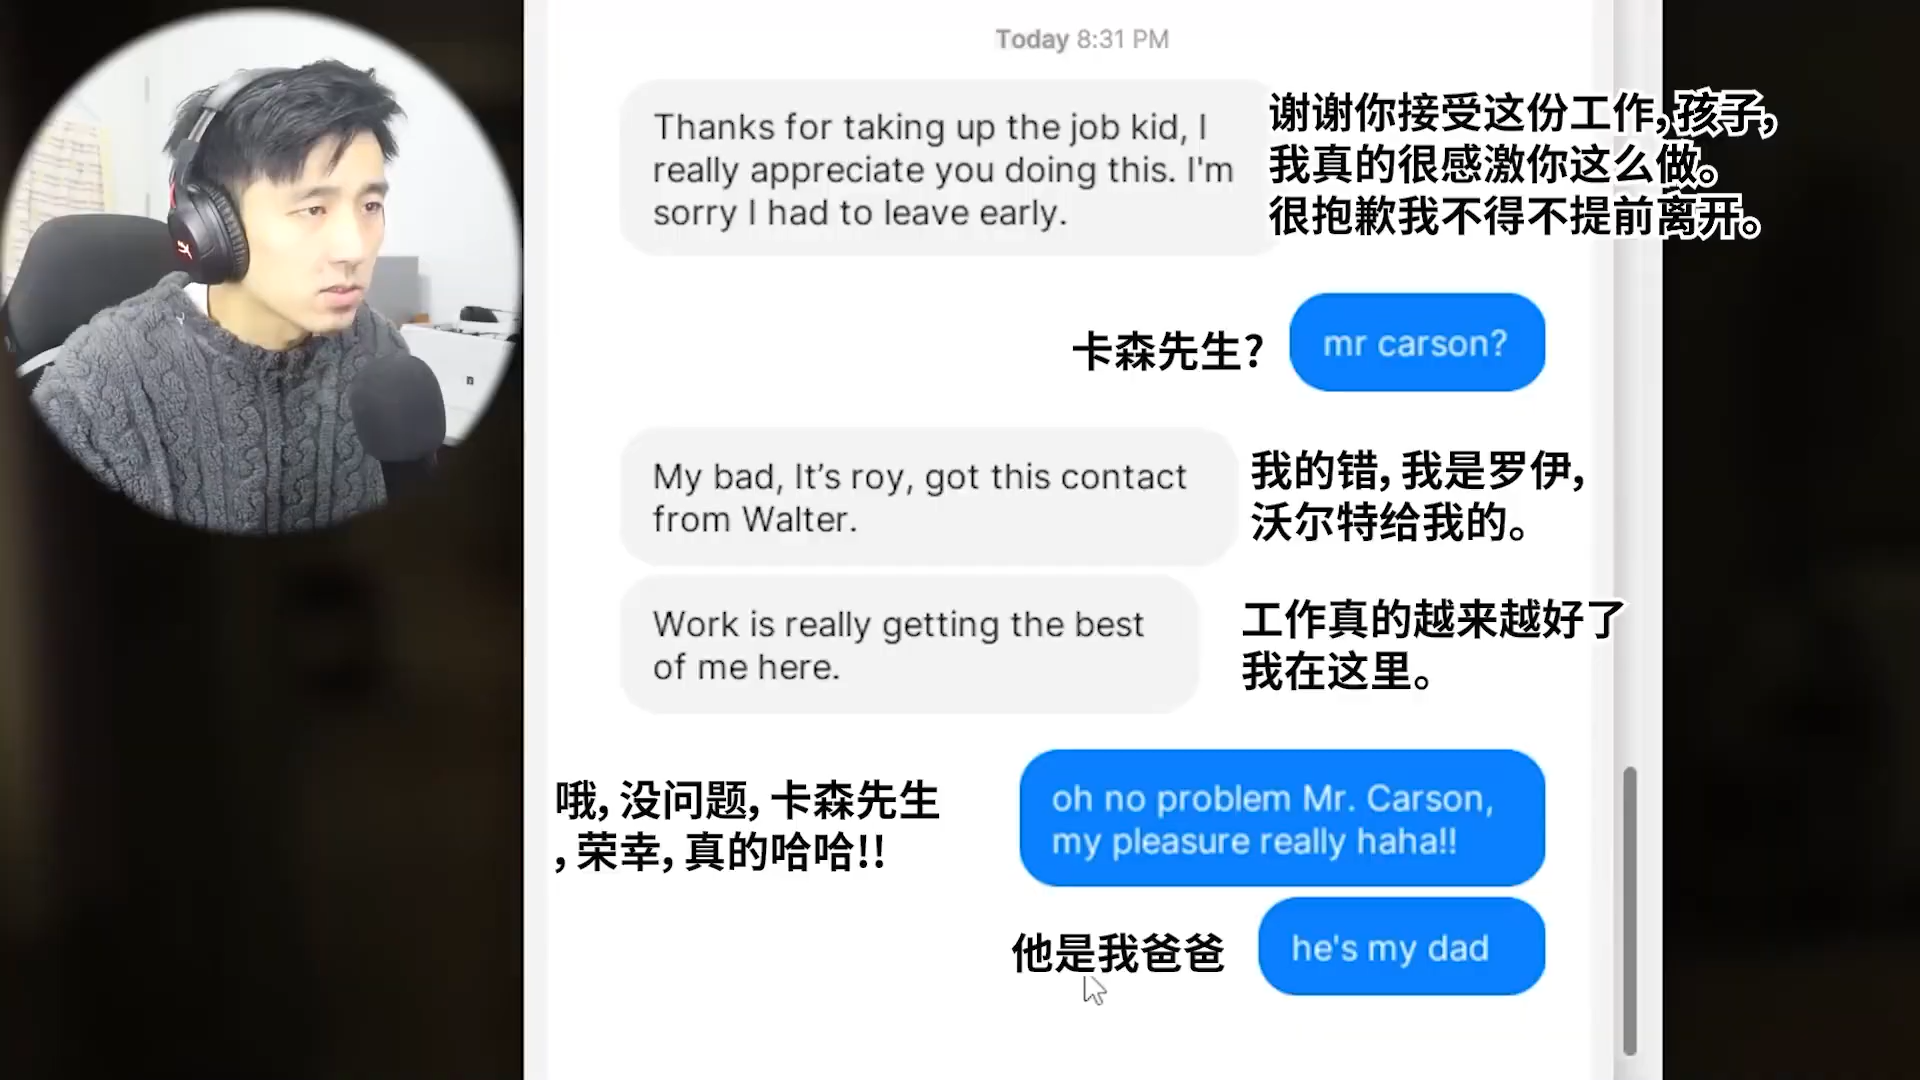 Today 8:31 PM
Thanks for taking up the job kid, I
really appreciate you doing this. I'm
sorry I had to leave early.
谢谢你接受这份工作,孩子,
我真的很感激你这么做。
很抱歉我不得不提前离开。
卡森先生?
mr carson?
My bad, It’s roy, got this contact
from Walter.
我的错,我是罗伊,
沃尔特给我的。
Work is really getting the best
of me here.
工作真的越来越好了
我在这里。
哦,没问题,卡森先生
,荣幸,真的哈哈!!
oh no problem Mr. Carson,
my pleasure really haha!!
他是我爸爸
he's my dad